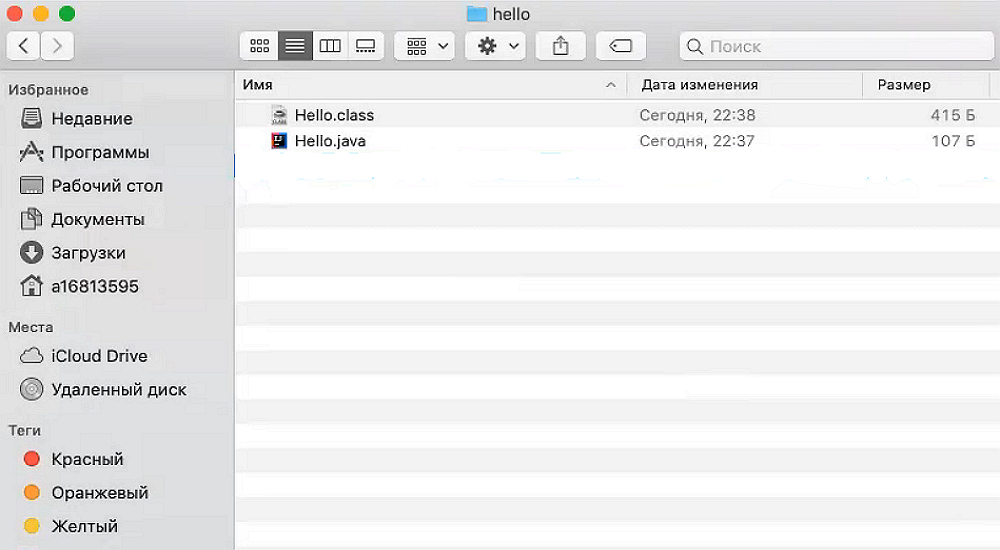 hello
Поиск
Избранное
Недавние
Программы
Рабочий стол
Документы
Загрузки
a16813595
Места
iCloud Drive
Удаленный диск
Теги
Красный
Оранжевый
Желтый
Имя Дата изменения Размер
Hello.class Сегодня, 22:38 415 Б
Hello.java Сегодня, 22:37 107 Б